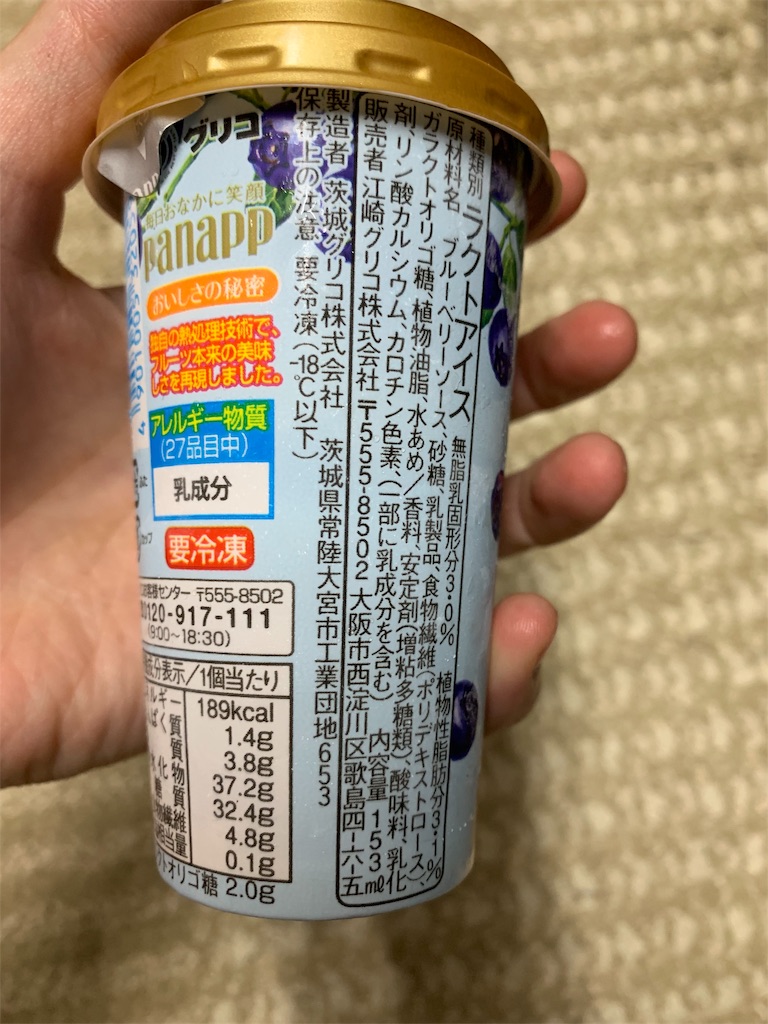 グリコ
毎日おなかに笑顔
panapp
おいしさの秘密
独自の熱処理技術で、
フルーツ本来の美味
しさを再現しました。
アレルギー物質
(27品目中)
乳成分
要冷凍
センター 〒555-8502
0120-917-111
(9:00～18:30)
成分表示/1個当たり
189kcal
1.4g
3.8g
37.2g
32.4g
4.8g
0.1g
オリゴ糖 2.0g
種類別 ラクトアイス 無脂乳固形分3・0% 植物性脂肪分3・1%
原材料名 ブルーベリーソース、砂糖、乳製品、食物繊維(ポリデキストロース)、
ガラクトオリゴ糖、植物油脂、水あめ/香料、安定剤(増粘多糖類)、酸味料、乳化
剤、リン酸カルシウム、カロチン色素、(一部に乳成分を含む) 内容量 153ml
販売者 江崎グリコ株式会社 〒555-8502 大阪市西淀川区歌島四-六-五
製造者 茨城グリコ株式会社 茨城県常陸大宮市工業団地653
保存上の注意 要冷凍(-18℃以下)